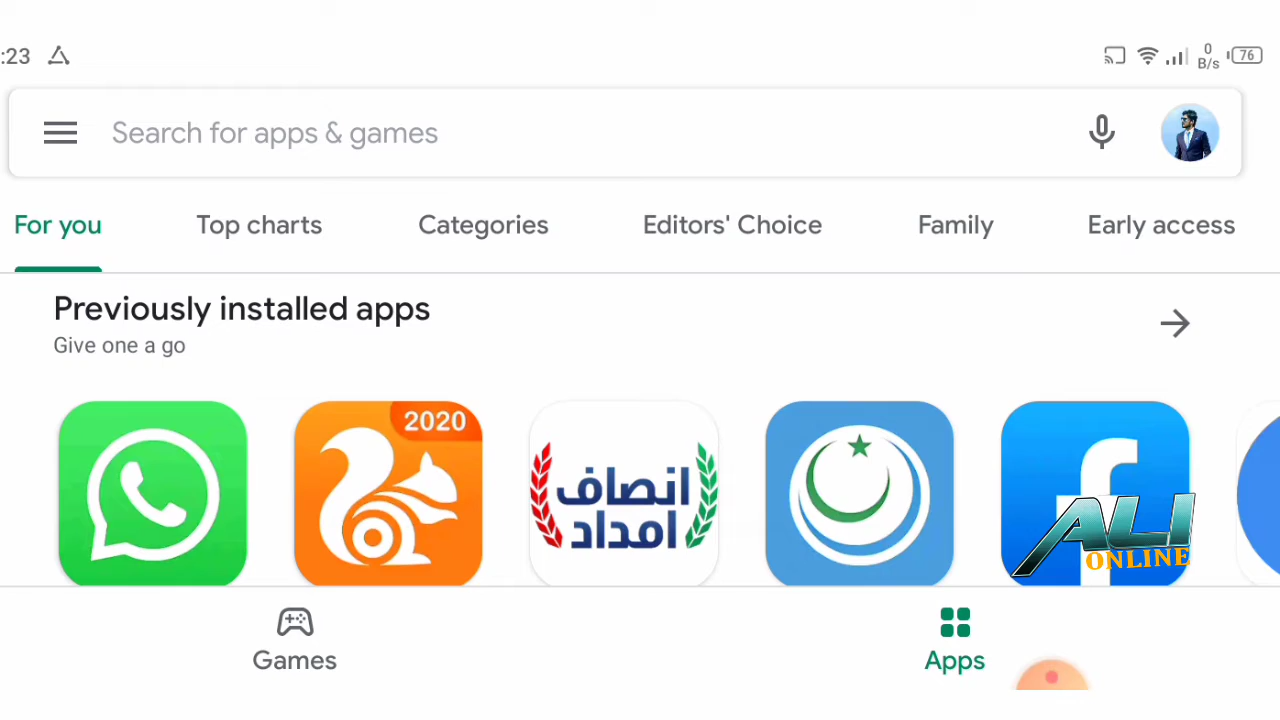 :23
0
B/s
76
Search for apps & games
For you
Top charts
Categories
Editors' Choice
Family
Early access
Previously installed apps
Give one a go
2020
انصاف
امداد
ALI
ONLINE
Games
Apps